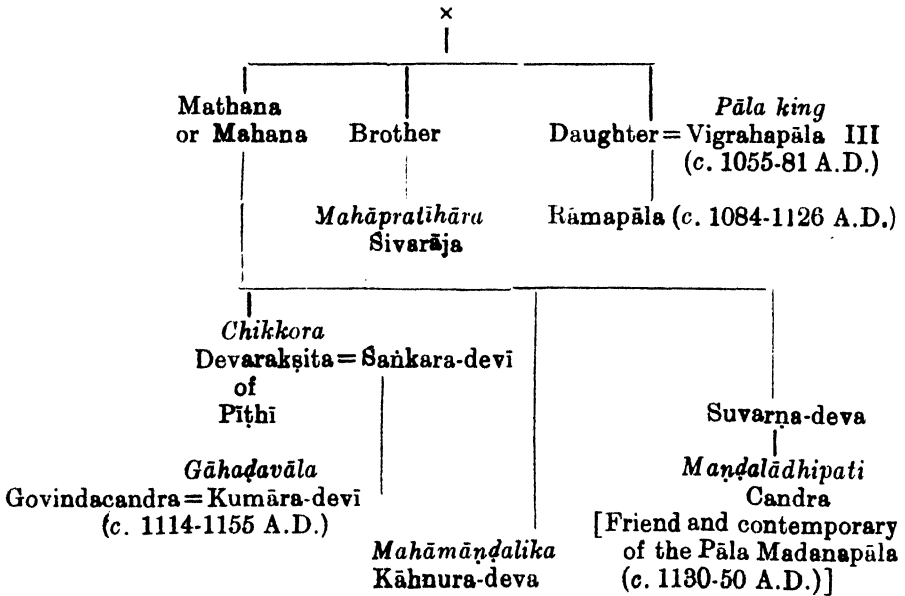 ×
Mathana
or Mahana
Brother
Pāla king
Daughter = Vigrahapāla III
(c. 1055-81 A.D.)
Mahāpratīhāra
Sivarāja
Rāmapāla (c. 1084-1126 A.D.)
Chikkora
Devarakṣita = Saṅkara-devī
of
Pīṭhī
Suvarṇa-deva
Gāhaḍavāla
Govindacandra = Kumāra-devī
(c. 1114-1155 A.D.)
Maṇḍalādhipati
Candra
[Friend and contemporary
of the Pāla Madanapāla
(c. 1130-50 A.D.)]
Mahāmāṇḍalika
Kāhnura-deva